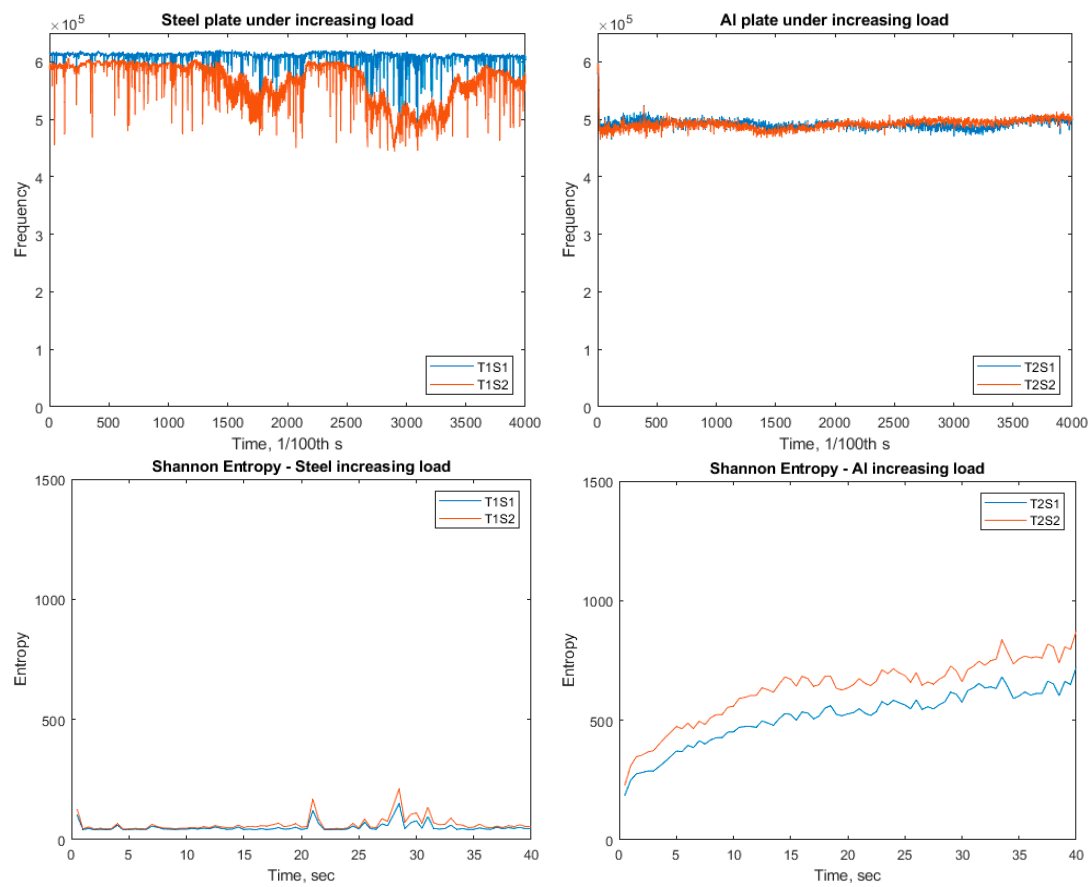 Steel plate under increasing load
×10⁵
6
5
4
3
2
1
0
Frequency
0 500 1000 1500 2000 2500 3000 3500 4000
Time, 1/100th s
T1S1
T1S2
Al plate under increasing load
×10⁵
6
5
4
3
2
1
0
Frequency
0 500 1000 1500 2000 2500 3000 3500 4000
Time, 1/100th s
T2S1
T2S2
Shannon Entropy - Steel increasing load
1500
1000
500
0
Entropy
0 5 10 15 20 25 30 35 40
Time, sec
T1S1
T1S2
Shannon Entropy - Al increasing load
1500
1000
500
0
Entropy
0 5 10 15 20 25 30 35 40
Time, sec
T2S1
T2S2